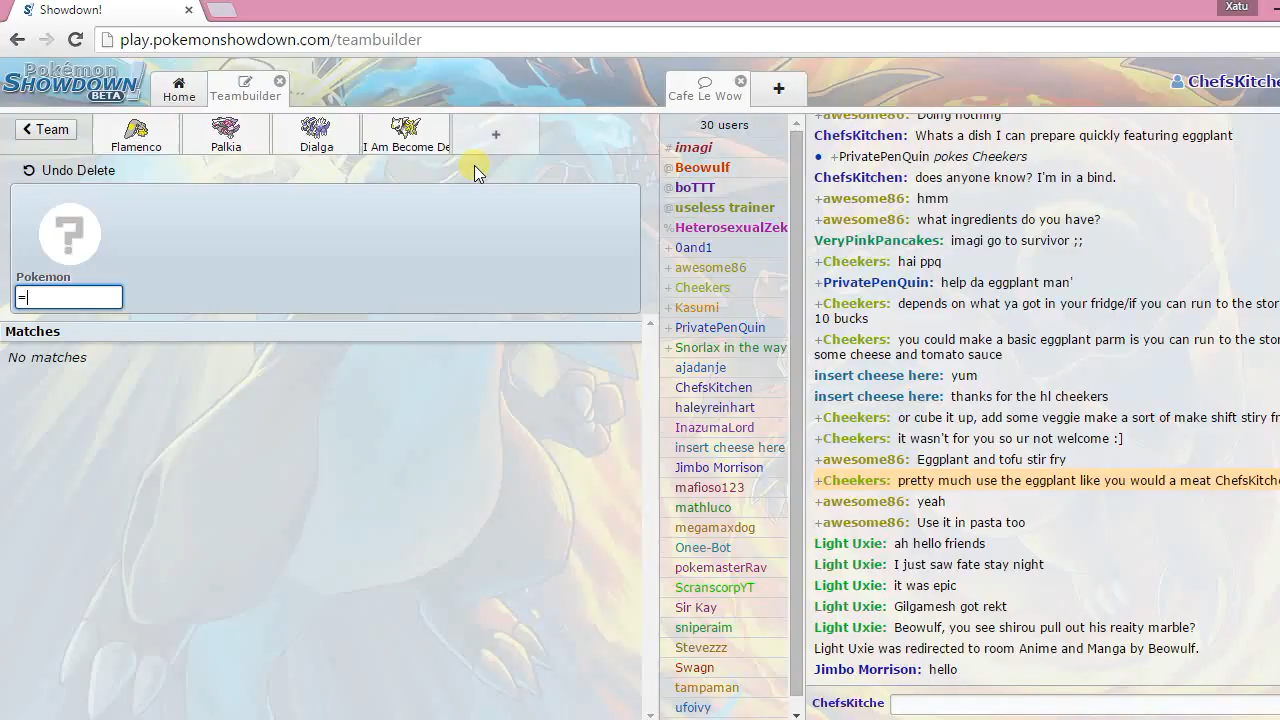 Showdown!
Xatu
play.pokemonshowdown.com/teambuilder
Pokémon
SHOWDOWN!
BETA
Home
Teambuilder
Cafe Le Wow
+
ChefsKitche
Team
Flamenco
Palkia
Dialga
I Am Become De
+
Undo Delete
?
Pokemon
=
Matches
No matches
30 users
#imagi
@Beowulf
@boTTT
@useless trainer
%HeterosexualZek
+0and1
+awesome86
+Cheekers
+Kasumi
+PrivatePenQuin
+Snorlax in the way
ajadanje
ChefsKitchen
haleyreinhart
InazumaLord
insert cheese here
Jimbo Morrison
mafioso123
mathluco
megamaxdog
Onee-Bot
pokemasterRav
ScranscorpYT
Sir Kay
sniperaim
Stevezzz
Swagn
tampaman
ufoivy
+awesome86: Doing nothing
ChefsKitchen: Whats a dish I can prepare quickly featuring eggplant
• +PrivatePenQuin pokes Cheekers
ChefsKitchen: does anyone know? I'm in a bind.
+awesome86: hmm
+awesome86: what ingredients do you have?
VeryPinkPancakes: imagi go to survivor ;;
+Cheekers: hai ppq
+PrivatePenQuin: help da eggplant man'
+Cheekers: depends on what ya got in your fridge/if you can run to the stor
10 bucks
+Cheekers: you could make a basic eggplant parm is you can run to the stor
some cheese and tomato sauce
insert cheese here: yum
insert cheese here: thanks for the hl cheekers
+Cheekers: or cube it up, add some veggie make a sort of make shift stiry fr
+Cheekers: it wasn't for you so ur not welcome :]
+awesome86: Eggplant and tofu stir fry
+Cheekers: pretty much use the eggplant like you would a meat ChefsKitche
+awesome86: yeah
+awesome86: Use it in pasta too
Light Uxie: ah hello friends
Light Uxie: I just saw fate stay night
Light Uxie: it was epic
Light Uxie: Gilgamesh got rekt
Light Uxie: Beowulf, you see shirou pull out his reaity marble?
Light Uxie was redirected to room Anime and Manga by Beowulf.
Jimbo Morrison: hello
ChefsKitche